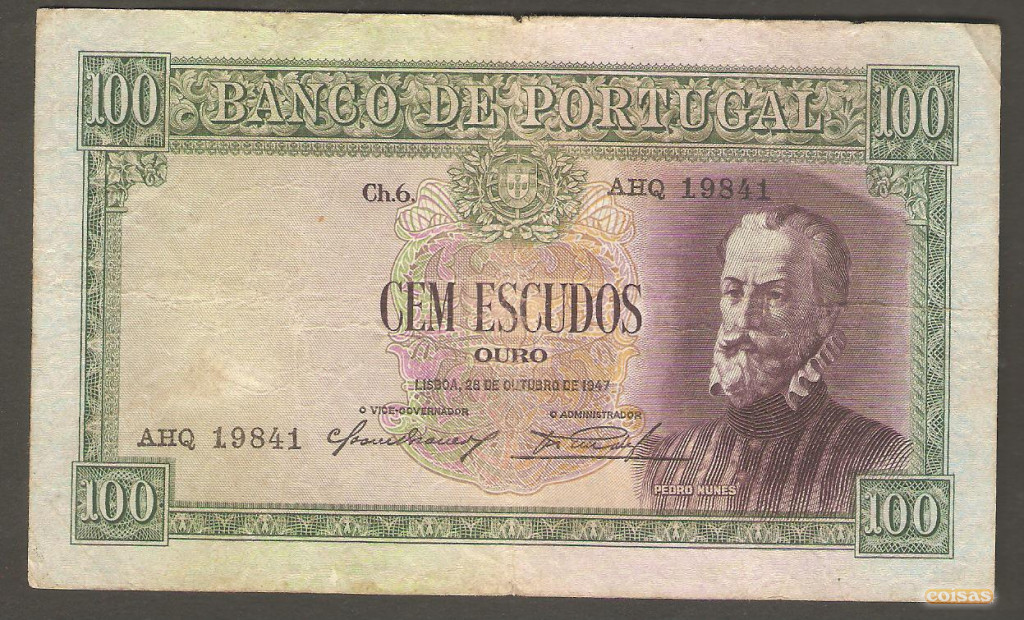 100 BANCO DE PORTUGAL 100
Ch.6. AHQ 19841
CEM ESCUDOS
OURO
LISBOA, 28 DE OUTUBRO DE 1947
O VICE-GOVERNADOR O ADMINISTRADOR
AHQ 19841
PEDRO NUNES
100 100
coisas